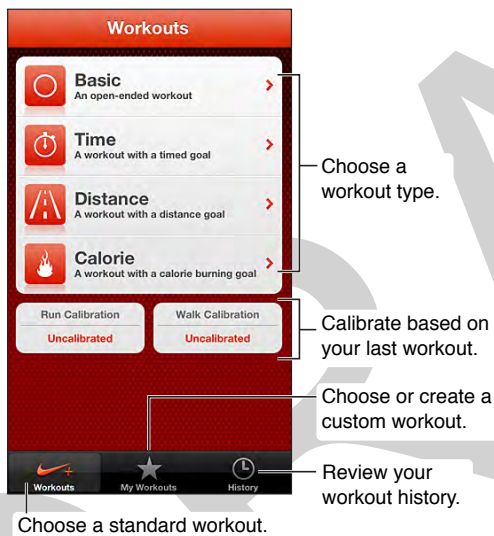 Workouts
Basic
An open-ended workout
Time
A workout with a timed goal
Distance
A workout with a distance goal
Calorie
A workout with a calorie burning goal
Choose a
workout type.
Run Calibration
Uncalibrated
Walk Calibration
Uncalibrated
Calibrate based on
your last workout.
Choose or create a
custom workout.
Workouts
My Workouts
History
Review your
workout history.
Choose a standard workout.